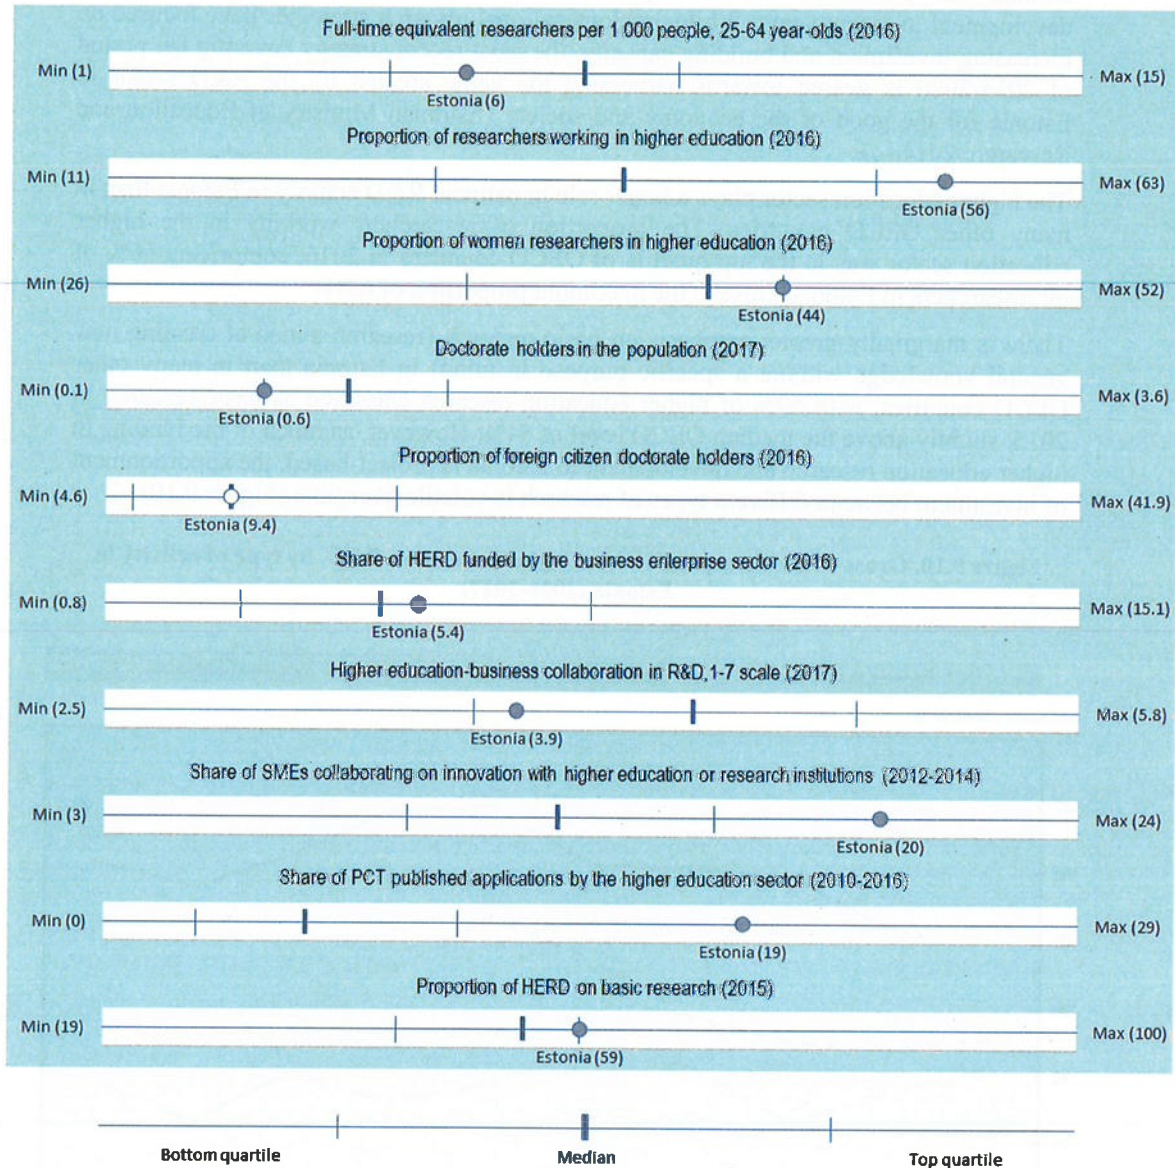 Full-time equivalent researchers per 1 000 people, 25-64 year-olds (2016)
Min (1)
Max (15)
Estonia (6)
Proportion of researchers working in higher education (2016)
Min (11)
Max (63)
Estonia (56)
Proportion of women researchers in higher education (2016)
Min (26)
Max (52)
Estonia (44)
Doctorate holders in the population (2017)
Min (0.1)
Max (3.6)
Estonia (0.6)
Proportion of foreign citizen doctorate holders (2016)
Min (4.6)
Max (41.9)
Estonia (9.4)
Share of HERD funded by the business enterprise sector (2016)
Min (0.8)
Max (15.1)
Estonia (5.4)
Higher education-business collaboration in R&D,1-7 scale (2017)
Min (2.5)
Max (5.8)
Estonia (3.9)
Share of SMEs collaborating on innovation with higher education or research institutions (2012-2014)
Min (3)
Max (24)
Estonia (20)
Share of PCT published applications by the higher education sector (2010-2016)
Min (0)
Max (29)
Estonia (19)
Proportion of HERD on basic research (2015)
Min (19)
Max (100)
Estonia (59)
Bottom quartile Median Top quartile